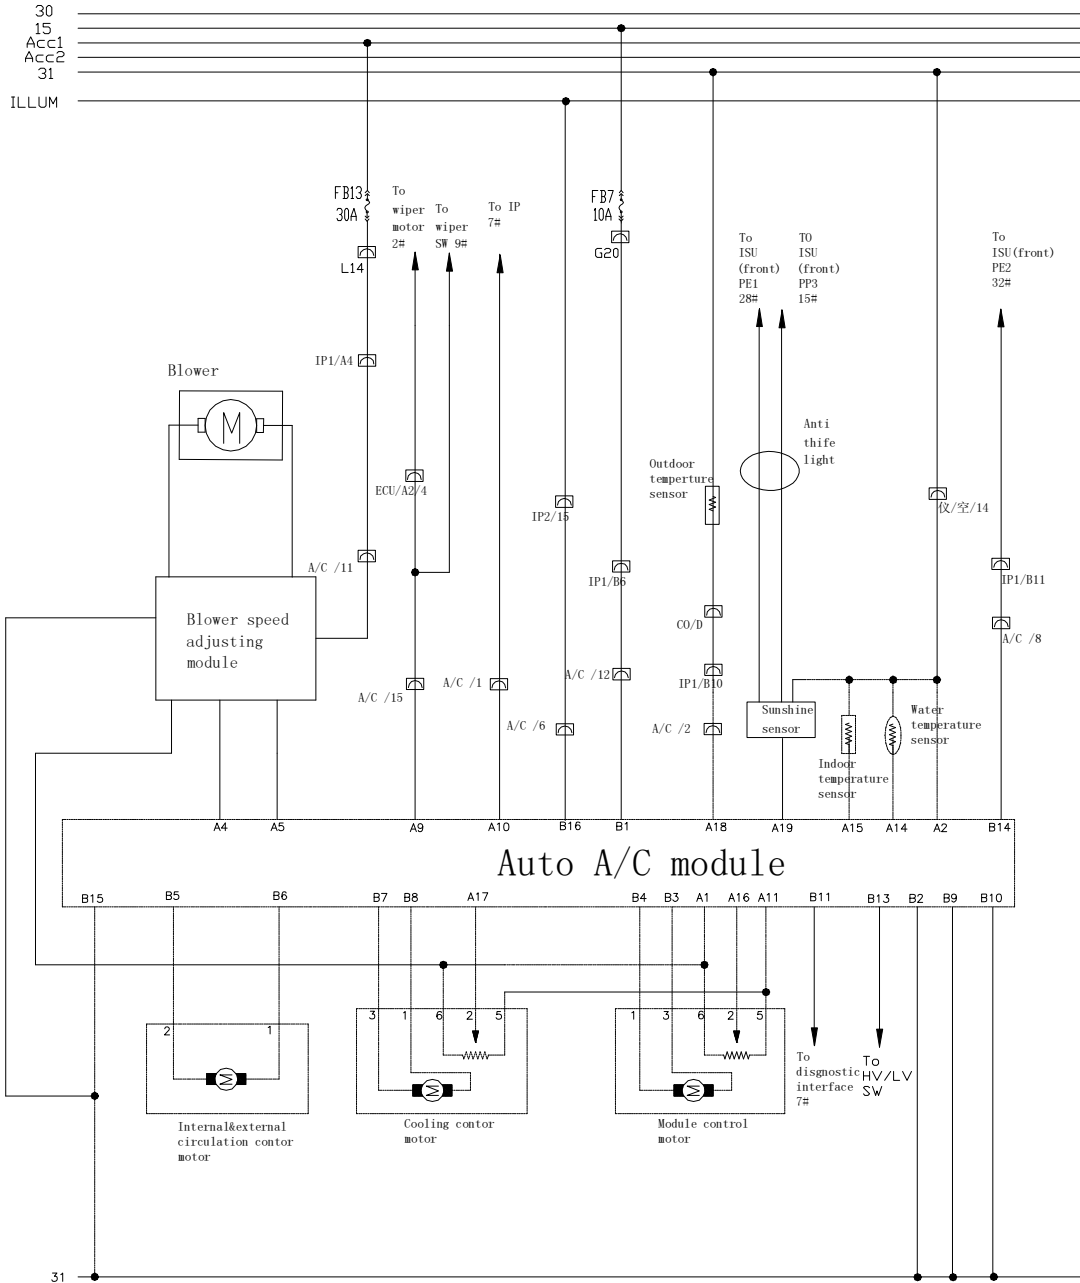 30
15
Acc1
Acc2
31
ILLUM
FB13
30A
L14
To
wiper
motor
2#
To
wiper
SW 9#
To IP
7#
FB7
10A
G20
To
ISU
(front)
PE1
28#
TO
ISU
(front)
PP3
15#
To
ISU(front)
PE2
32#
IP1/A4
Blower
M
Anti
thife
light
Outdoor
temperture
sensor
ECU/A2/4
IP2/15
仪/空/14
A/C /11
IP1/B6
IP1/B11
Blower speed
adjusting
module
CO/D
A/C /8
A/C /15
A/C /1
A/C /12
IP1/B10
A/C /6
A/C /2
Sunshine
sensor
Water
temperature
sensor
Indoor
temperature
sensor
A4 A5 A9 A10 B16 B1 A18 A19 A15 A14 A2 B14
Auto A/C module
B15 B5 B6 B7 B8 A17 B4 B3 A1 A16 A11 B11 B13 B2 B9 B10
2 1
3 1 6 2 5
1 3 6 2 5
M
M
M
To
disgnostic
interface
7#
To
HV/LV
SW
Internal&external
circulation contor
motor
Cooling contor
motor
Module control
motor
31